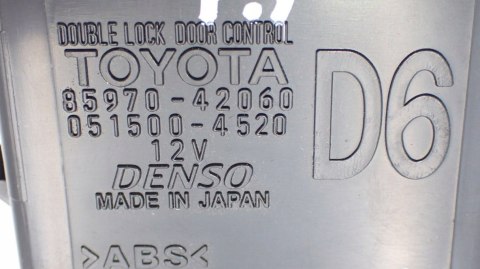 DOUBLE LOCK DOOR CONTROL
TOYOTA
85970-42060
051500-4520
12V
DENSO
MADE IN JAPAN
D6
>ABS<